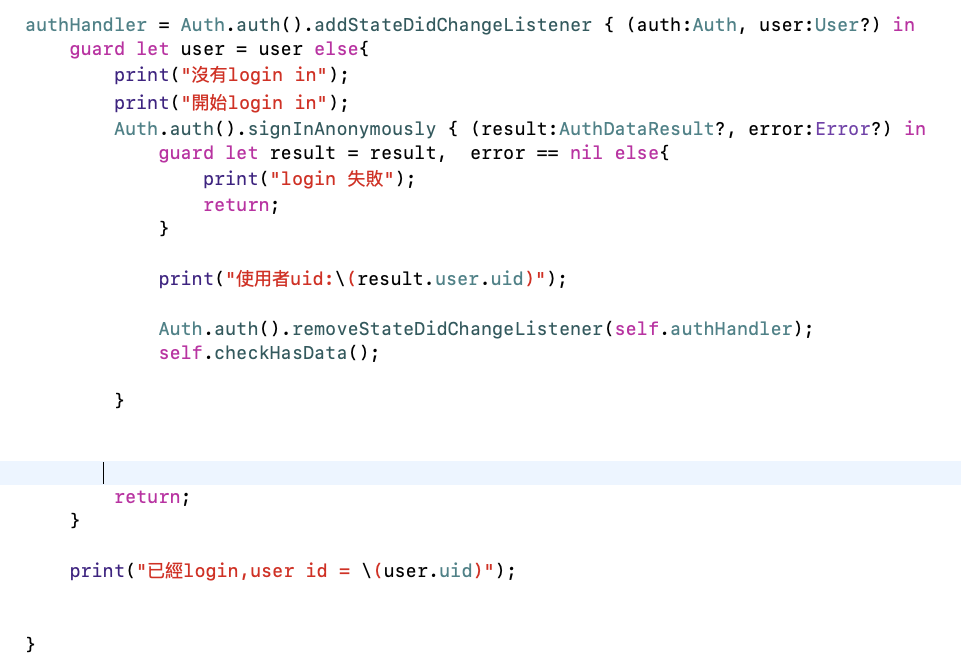 authHandler = Auth.auth().addStateDidChangeListener { (auth:Auth, user:User?) in
guard let user = user else{
print("沒有login in");
print("開始login in");
Auth.auth().signInAnonymously { (result:AuthDataResult?, error:Error?) in
guard let result = result,  error == nil else{
print("login 失敗");
return;
}
print("使用者uid:\(result.user.uid)");
Auth.auth().removeStateDidChangeListener(self.authHandler);
self.checkHasData();
}
return;
}
print("已經login,user id = \(user.uid)");
}